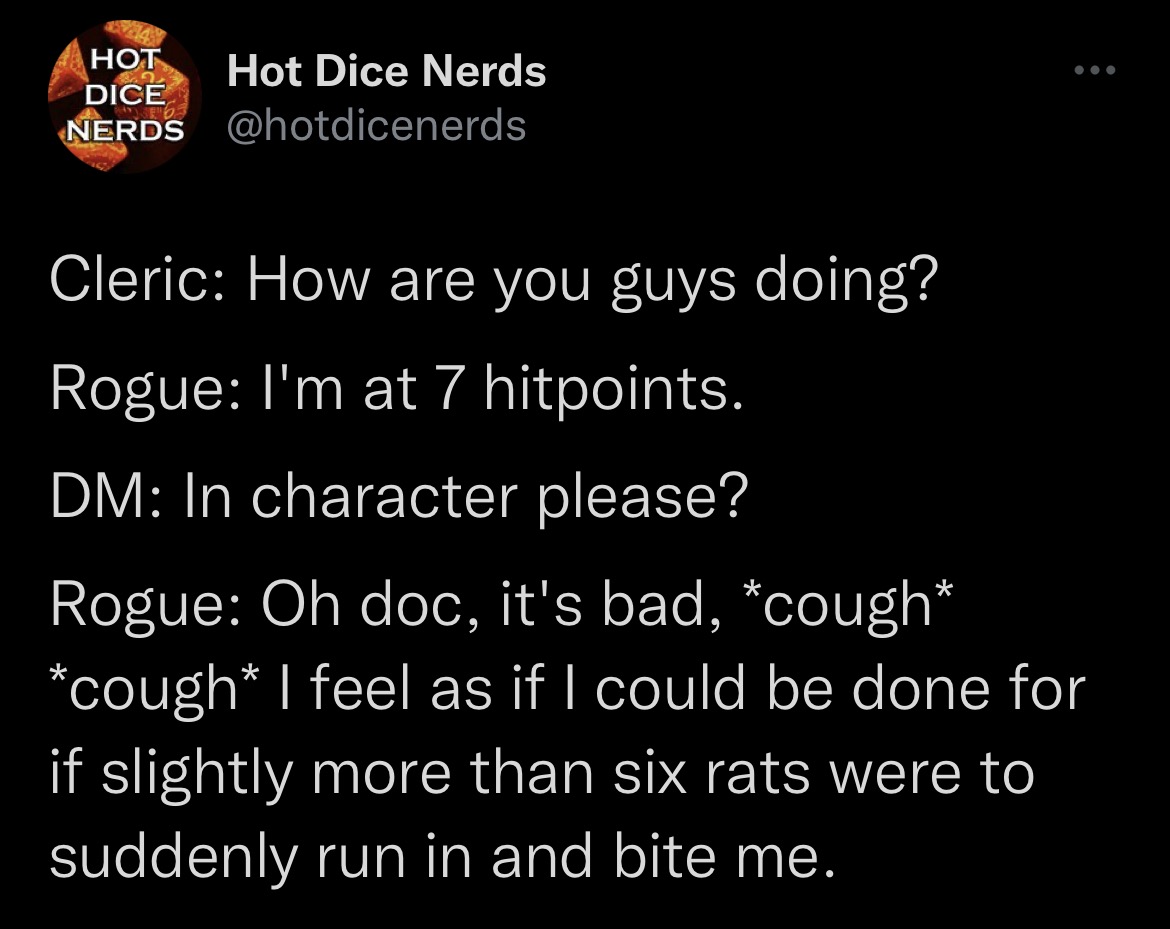 HOT
DICE
NERDS
Hot Dice Nerds
@hotdicenerds
Cleric: How are you guys doing?
Rogue: I'm at 7 hitpoints.
DM: In character please?
Rogue: Oh doc, it's bad, *cough*
*cough* I feel as if I could be done for
if slightly more than six rats were to
suddenly run in and bite me.